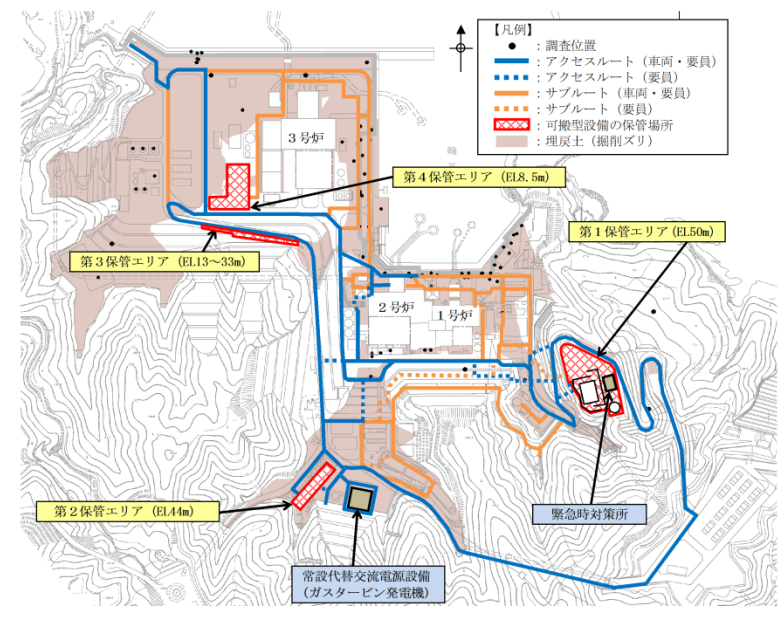 【凡例】
：調査位置
：アクセスルート（車両・要員）
：アクセスルート（要員）
：サブルート（車両・要員）
：サブルート（要員）
：可搬型設備の保管場所
：埋戻土（掘削ズリ）
3号炉
第4保管エリア（EL8.5m）
第1保管エリア(EL50m)
第3保管エリア（EL13～33m）
2号炉
1号炉
第2保管エリア（EL44m）
緊急時対策所
常設代替交流電源設備
（ガスタービン発電機）